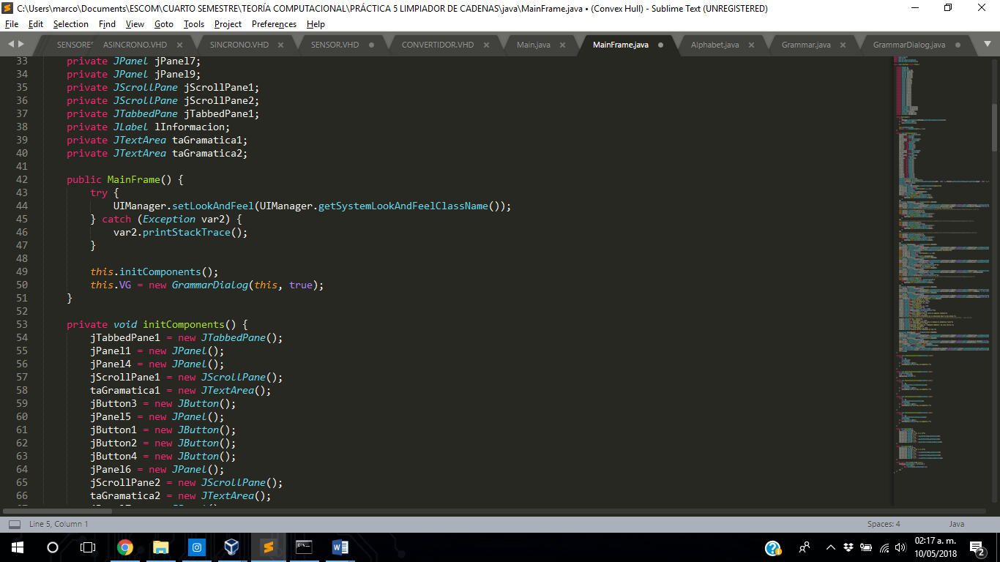 C:\Users\marco\Documents\ESCOM\CUARTO SEMESTRE\TEORÍA COMPUTACIONAL\PRÁCTICA 5 LIMPIADOR DE CADENAS\java\MainFrame.java • (Convex Hull) - Sublime Text (UNREGISTERED)
File Edit Selection Find View Goto Tools Project Preferences Help
SENSORES ASINCRONO.VHD SINCRONO.VHD SENSOR.VHD CONVERTIDOR.VHD Main.java MainFrame.java Alphabet.java Grammar.java GrammarDialog.java
33 private JPanel jPanel7;
34 private JPanel jPanel9;
35 private JScrollPane jScrollPane1;
36 private JScrollPane jScrollPane2;
37 private JTabbedPane jTabbedPane1;
38 private JLabel lInformacion;
39 private JTextArea taGramatica1;
40 private JTextArea taGramatica2;
41
42 public MainFrame() {
43 try {
44 UIManager.setLookAndFeel(UIManager.getSystemLookAndFeelClassName());
45 } catch (Exception var2) {
46 var2.printStackTrace();
47 }
48
49 this.initComponents();
50 this.VG = new GrammarDialog(this, true);
51 }
52
53 private void initComponents() {
54 jTabbedPane1 = new JTabbedPane();
55 jPanel1 = new JPanel();
56 jPanel4 = new JPanel();
57 jScrollPane1 = new JScrollPane();
58 taGramatica1 = new JTextArea();
59 jButton3 = new JButton();
60 jPanel5 = new JPanel();
61 jButton1 = new JButton();
62 jButton2 = new JButton();
63 jButton4 = new JButton();
64 jPanel6 = new JPanel();
65 jScrollPane2 = new JScrollPane();
66 taGramatica2 = new JTextArea();
Line 5, Column 1 Spaces: 4 Java
02:17 a. m.
10/05/2018
2